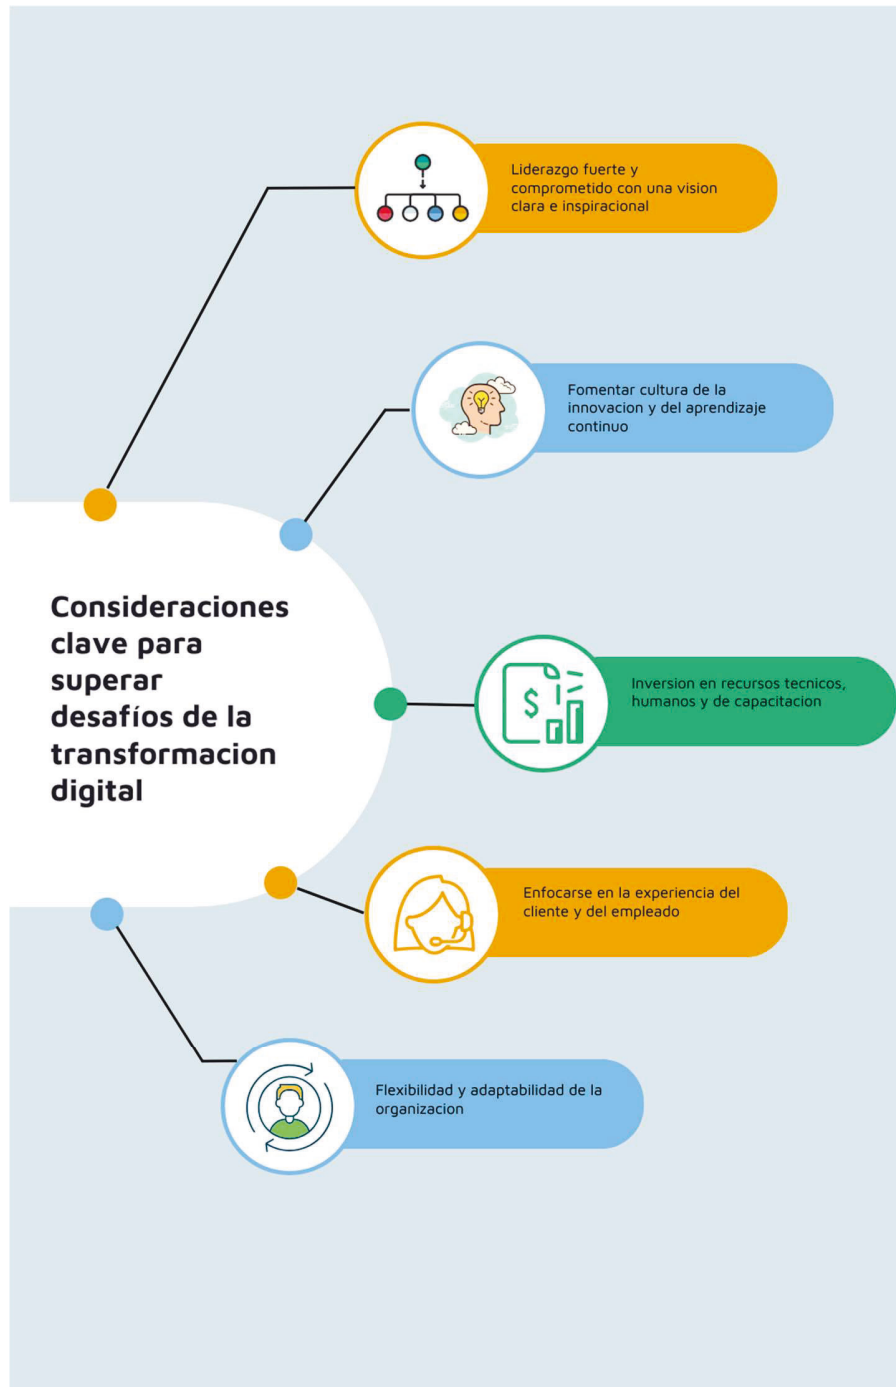 Liderazgo fuerte y
comprometido con una vision
clara e inspiracional
Fomentar cultura de la
innovacion y del aprendizaje
continuo
Consideraciones
clave para
superar
desafíos de la
transformacion
digital
Inversion en recursos tecnicos,
humanos y de capacitacion
$
Enfocarse en la experiencia del
cliente y del empleado
Flexibilidad y adaptabilidad de la
organizacion